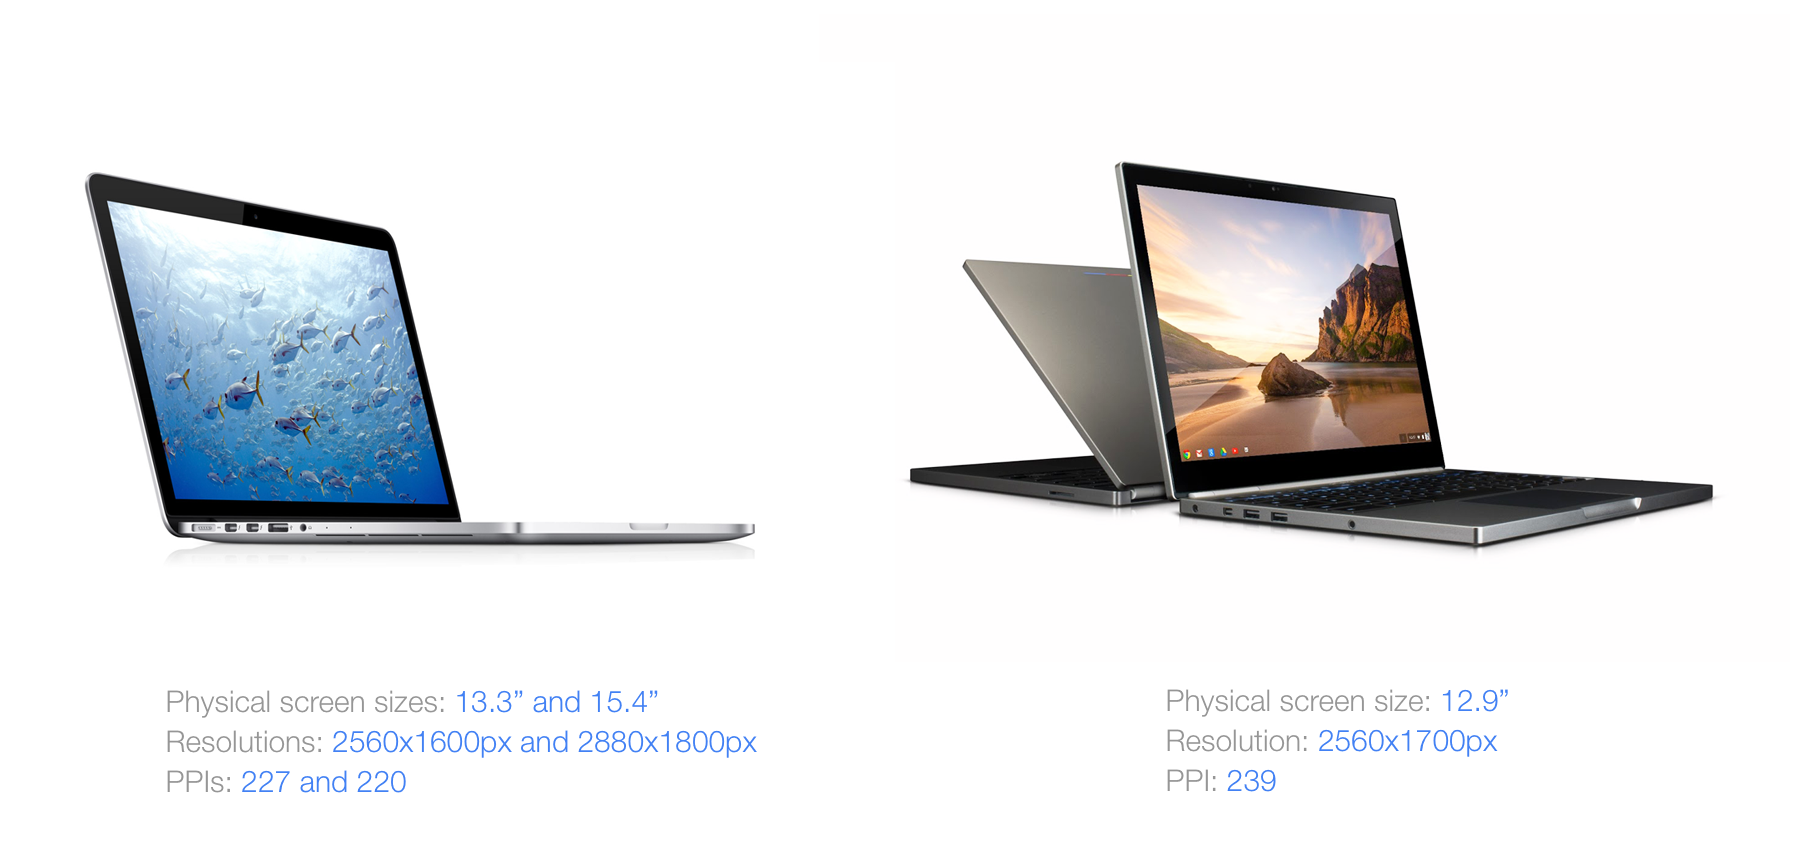 Physical screen sizes: 13.3” and 15.4”
Resolutions: 2560x1600px and 2880x1800px
PPIs: 227 and 220
Physical screen size: 12.9”
Resolution: 2560x1700px
PPI: 239